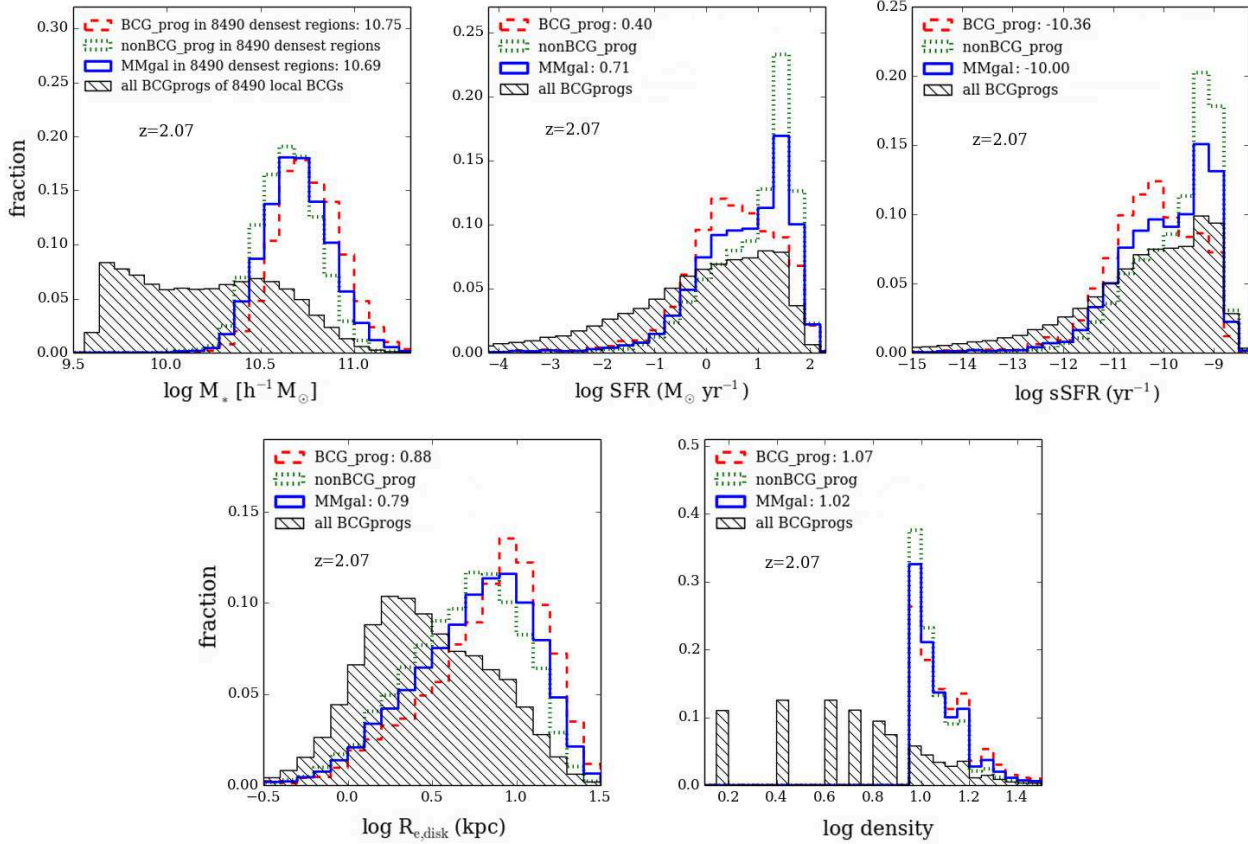 BCG_prog in 8490 densest regions: 10.75
nonBCG_prog in 8490 densest regions
MMgal in 8490 densest regions: 10.69
all BCGprogs of 8490 local BCGs
z=2.07
fraction
0.30
0.25
0.20
0.15
0.10
0.05
0.00
9.5 10.0 10.5 11.0
log M* [h⁻¹ M☉]
BCG_prog: 0.40
nonBCG_prog
MMgal: 0.71
all BCGprogs
z=2.07
0.25
0.20
0.15
0.10
0.05
0.00
−4 −3 −2 −1 0 1 2
log SFR (M☉ yr⁻¹)
BCG_prog: -10.36
nonBCG_prog
MMgal: -10.00
all BCGprogs
z=2.07
0.25
0.20
0.15
0.10
0.05
0.00
−15 −14 −13 −12 −11 −10 −9
log sSFR (yr⁻¹)
BCG_prog: 0.88
nonBCG_prog
MMgal: 0.79
all BCGprogs
z=2.07
fraction
0.15
0.10
0.05
0.00
−0.5 0.0 0.5 1.0 1.5
log Re,disk (kpc)
BCG_prog: 1.07
nonBCG_prog
MMgal: 1.02
all BCGprogs
z=2.07
0.5
0.4
0.3
0.2
0.1
0.0
0.2 0.4 0.6 0.8 1.0 1.2 1.4
log density